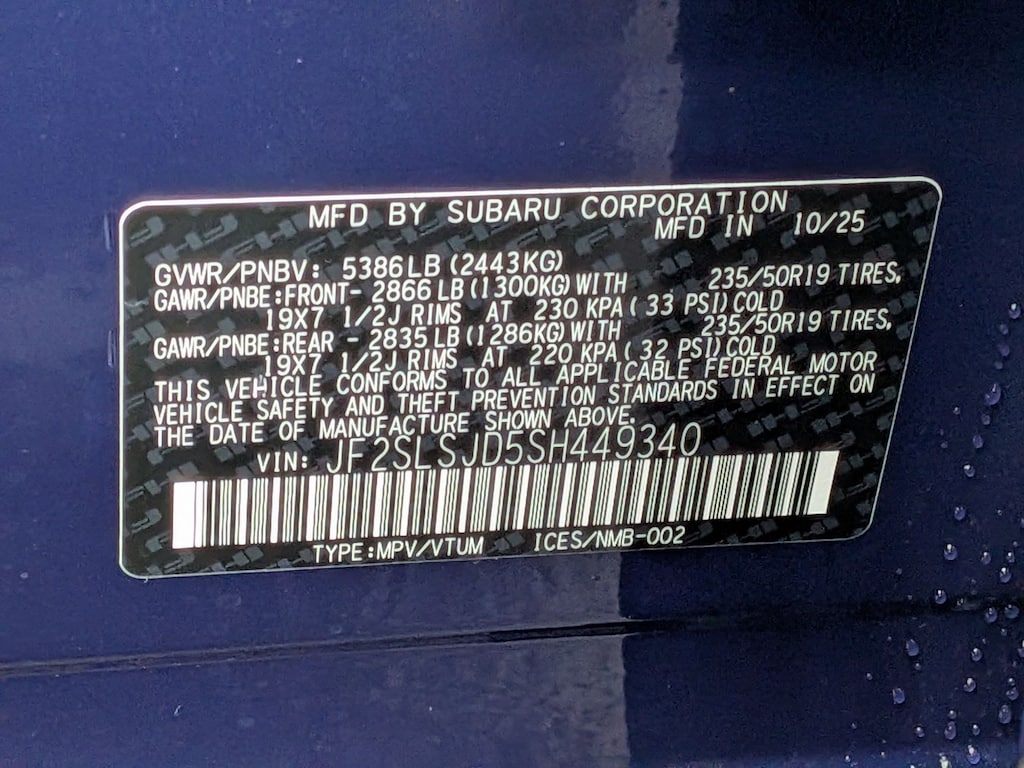 MFD BY SUBARU CORPORATION
MFD IN 10/25
GVWR/PNBV: 5386LB (2443KG)
GAWR/PNBE:FRONT- 2866 LB (1300KG) WITH 235/50R19 TIRES,
19X7 1/2J RIMS AT 230 KPA (33 PSI) COLD
GAWR/PNBE:REAR - 2835 LB (1286KG) WITH 235/50R19 TIRES,
19X7 1/2J RIMS AT 220 KPA (32 PSI) COLD
THIS VEHICLE CONFORMS TO ALL APPLICABLE FEDERAL MOTOR
VEHICLE SAFETY AND THEFT PREVENTION STANDARDS IN EFFECT ON
THE DATE OF MANUFACTURE SHOWN ABOVE.
VIN: JF2SLSJD5SH449340
TYPE:MPV/VTUM ICES/NMB-002